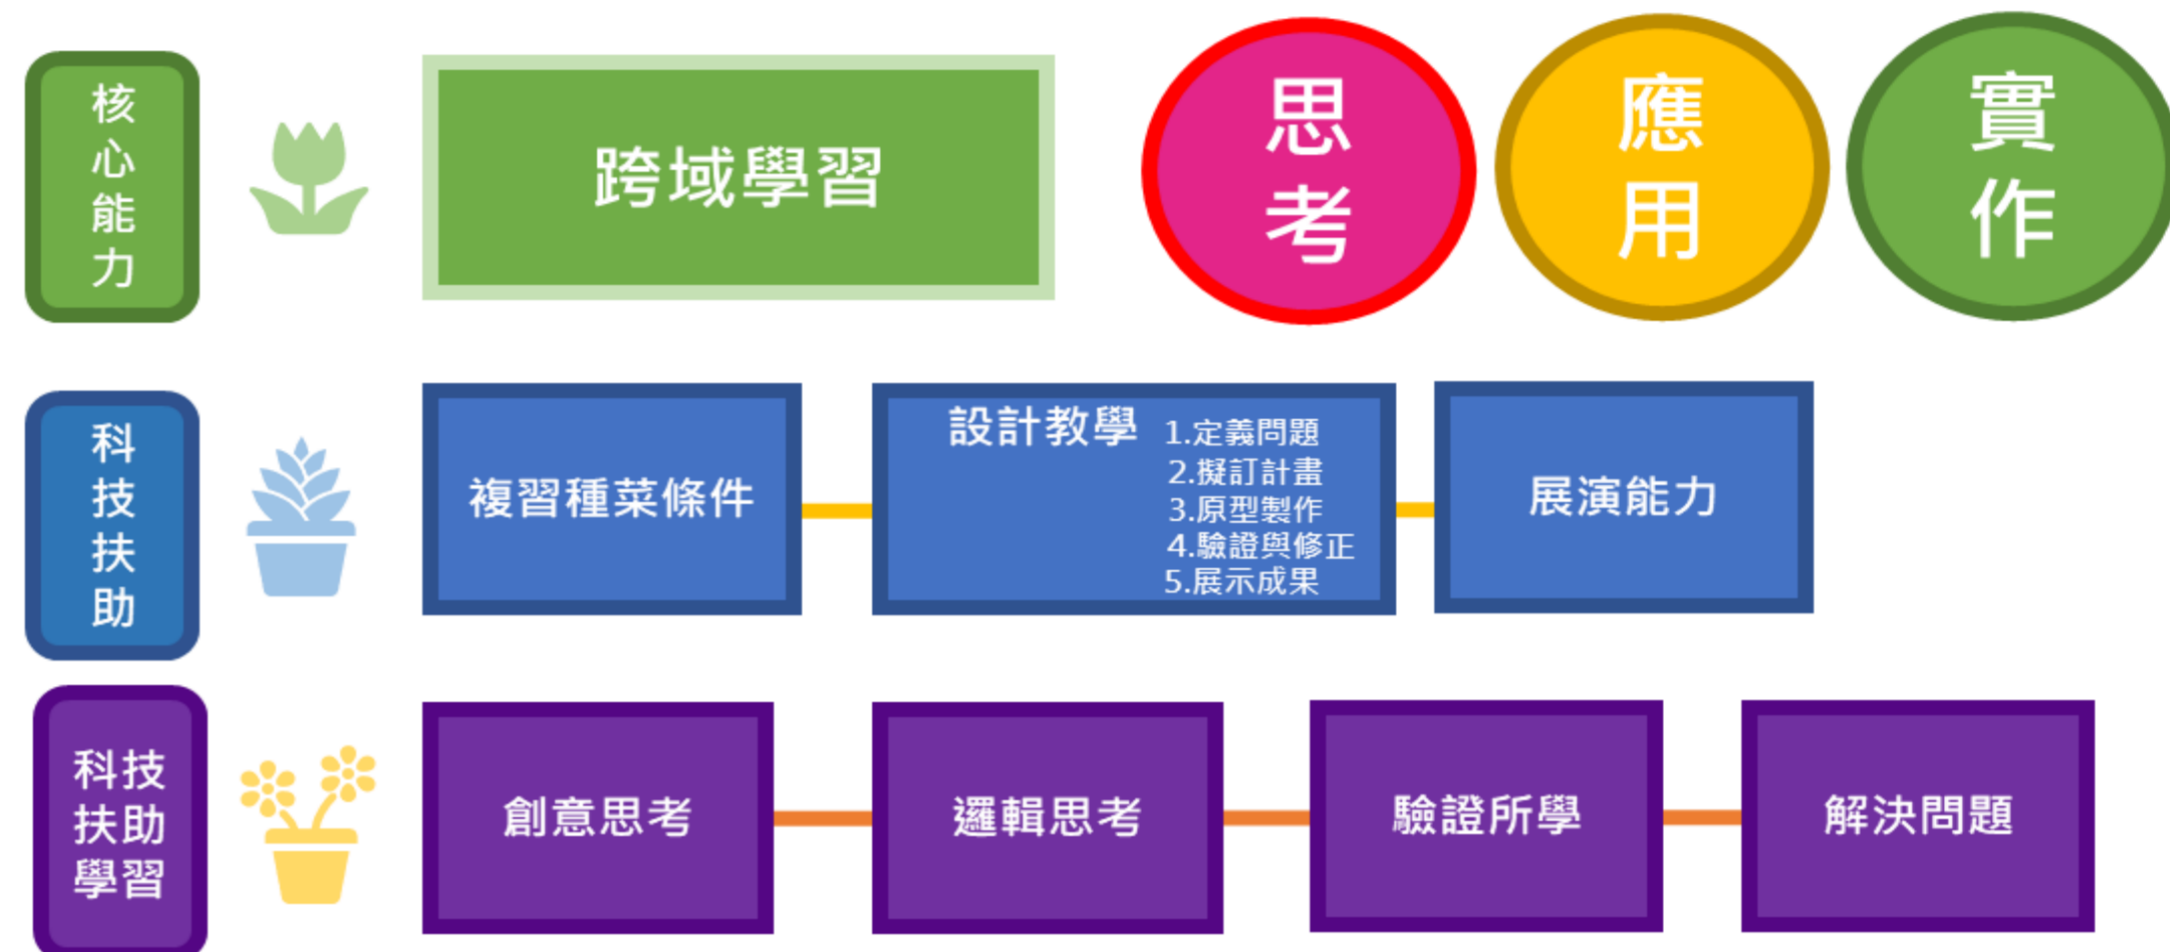 核心能力
跨域學習
思考
應用
實作
科技扶助
複習種菜條件
設計教學
1.定義問題
2.擬訂計畫
3.原型製作
4.驗證與修正
5.展示成果
展演能力
科技
扶助
學習
創意思考
邏輯思考
驗證所學
解決問題